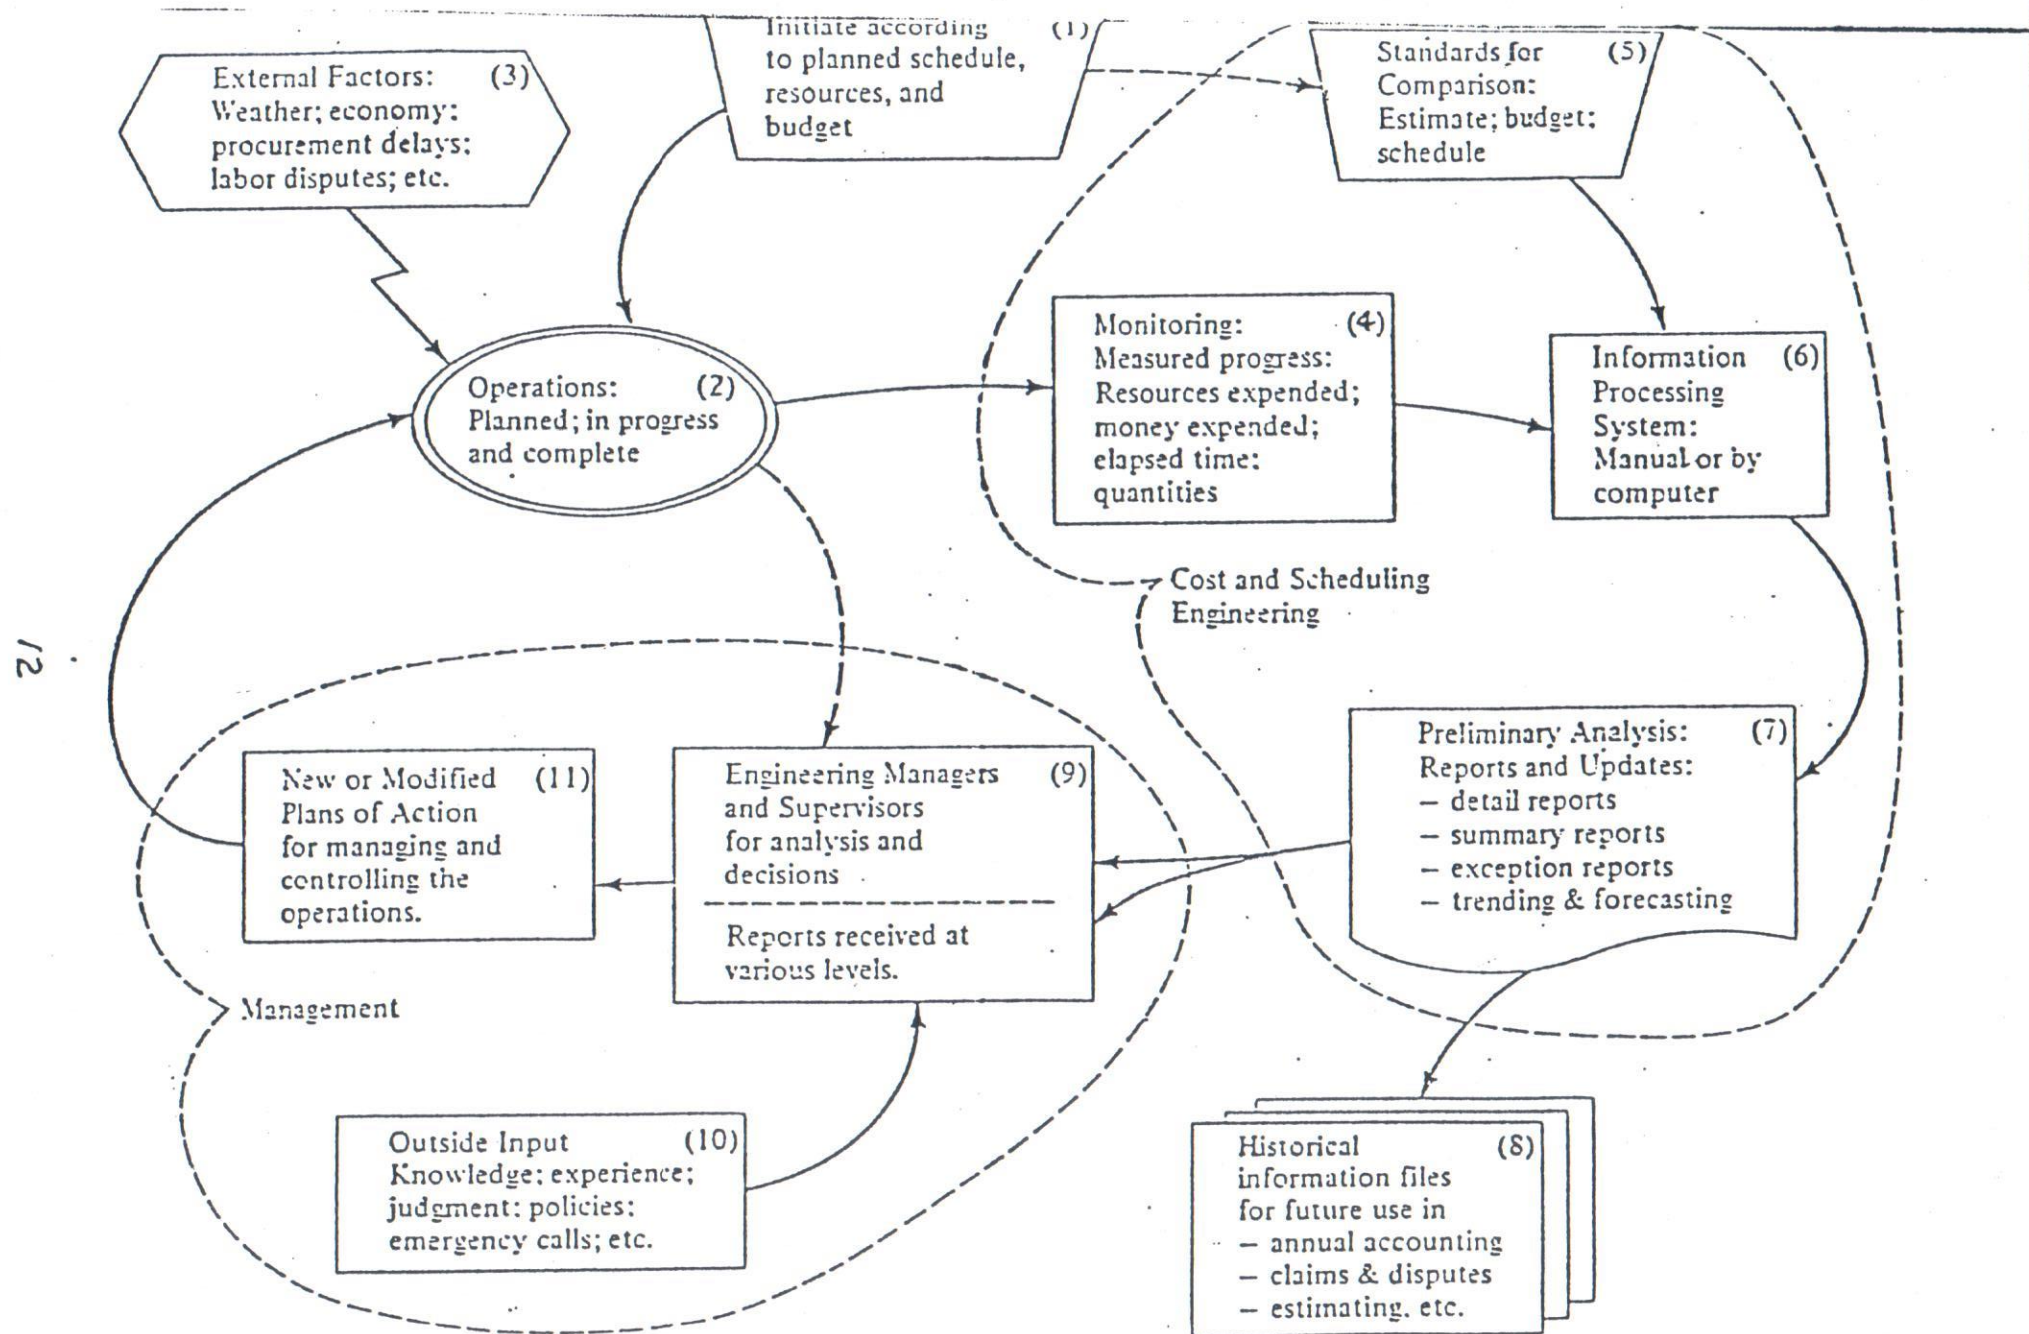 Initiate according (1)
to planned schedule,
resources, and
budget
External Factors: (3)
Weather; economy;
procurement delays;
labor disputes; etc.
Standards for (5)
Comparison:
Estimate; budget;
schedule
Operations: (2)
Planned; in progress
and complete
Monitoring: (4)
Measured progress:
Resources expended;
money expended;
elapsed time;
quantities
Information (6)
Processing
System:
Manual or by
computer
Cost and Scheduling
Engineering
12
Preliminary Analysis: (7)
Reports and Updates:
– detail reports
– summary reports
– exception reports
– trending & forecasting
New or Modified (11)
Plans of Action
for managing and
controlling the
operations.
Engineering Managers (9)
and Supervisors
for analysis and
decisions
Reports received at
various levels.
Management
Outside Input (10)
Knowledge; experience;
judgment; policies;
emergency calls; etc.
Historical (8)
information files
for future use in
– annual accounting
– claims & disputes
– estimating, etc.